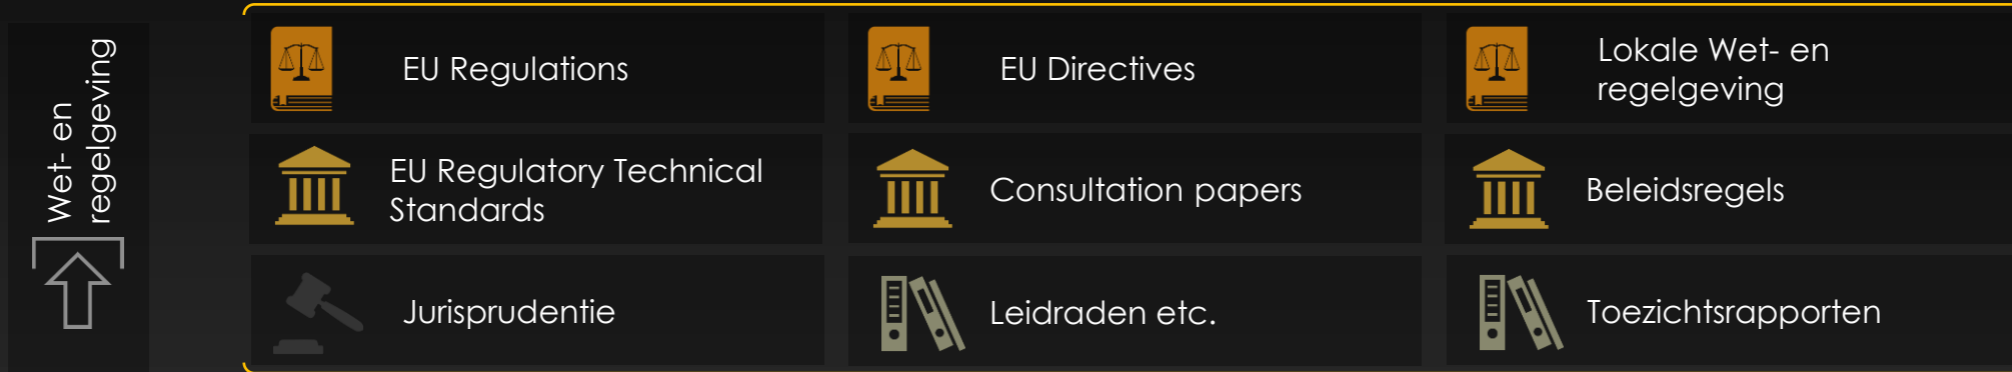 Wet- en
regelgeving
EU Regulations
EU Directives
Lokale Wet- en
regelgeving
EU Regulatory Technical
Standards
Consultation papers
Beleidsregels
Jurisprudentie
Leidraden etc.
Toezichtsrapporten